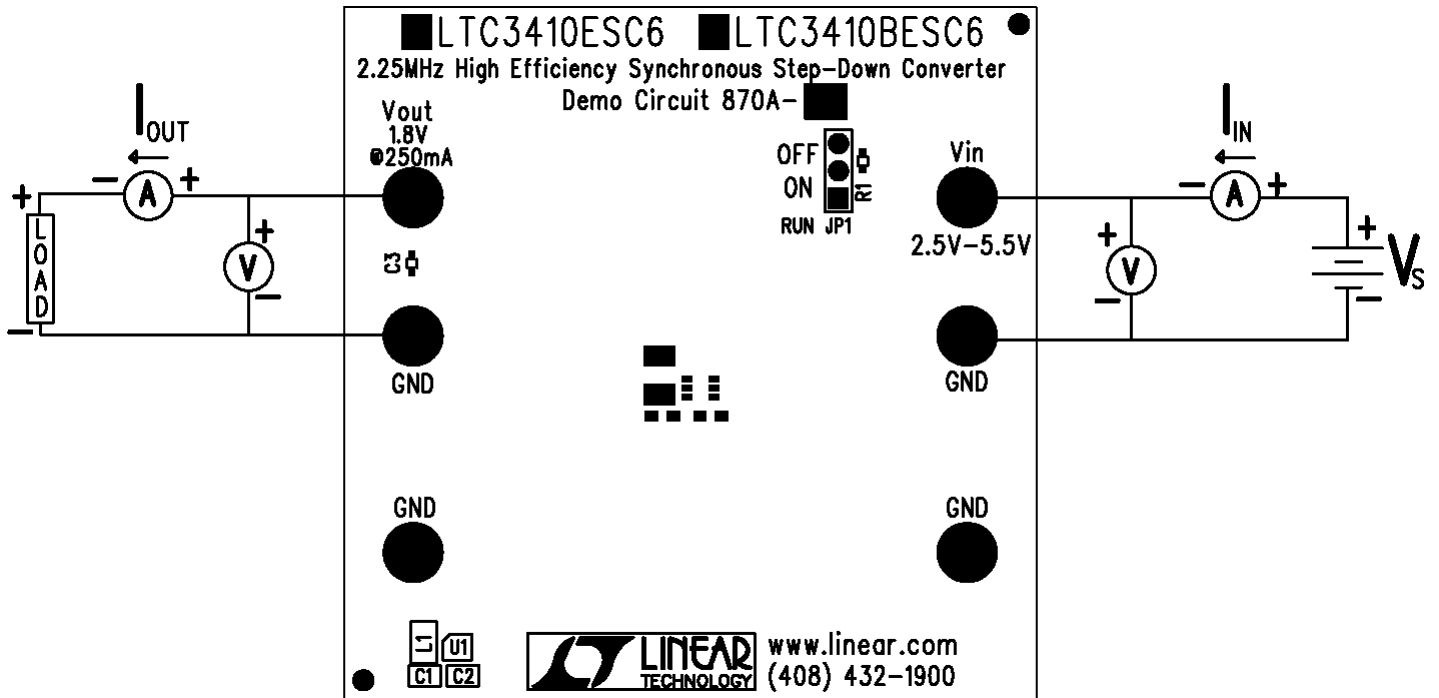 LTC3410ESC6 LTC3410BESC6
2.25MHz High Efficiency Synchronous Step-Down Converter
Demo Circuit 870A-
Vout
1.8V
@250mA
IOUT
- A +
+
LOAD
-
+
V
-
C3
GND
GND
OFF
ON
R1
RUN JP1
Vin
2.5V-5.5V
GND
GND
IIN
- A +
+
V
-
+
VS
-
L1
U1
C1 C2
LINEAR
TECHNOLOGY
www.linear.com
(408) 432-1900